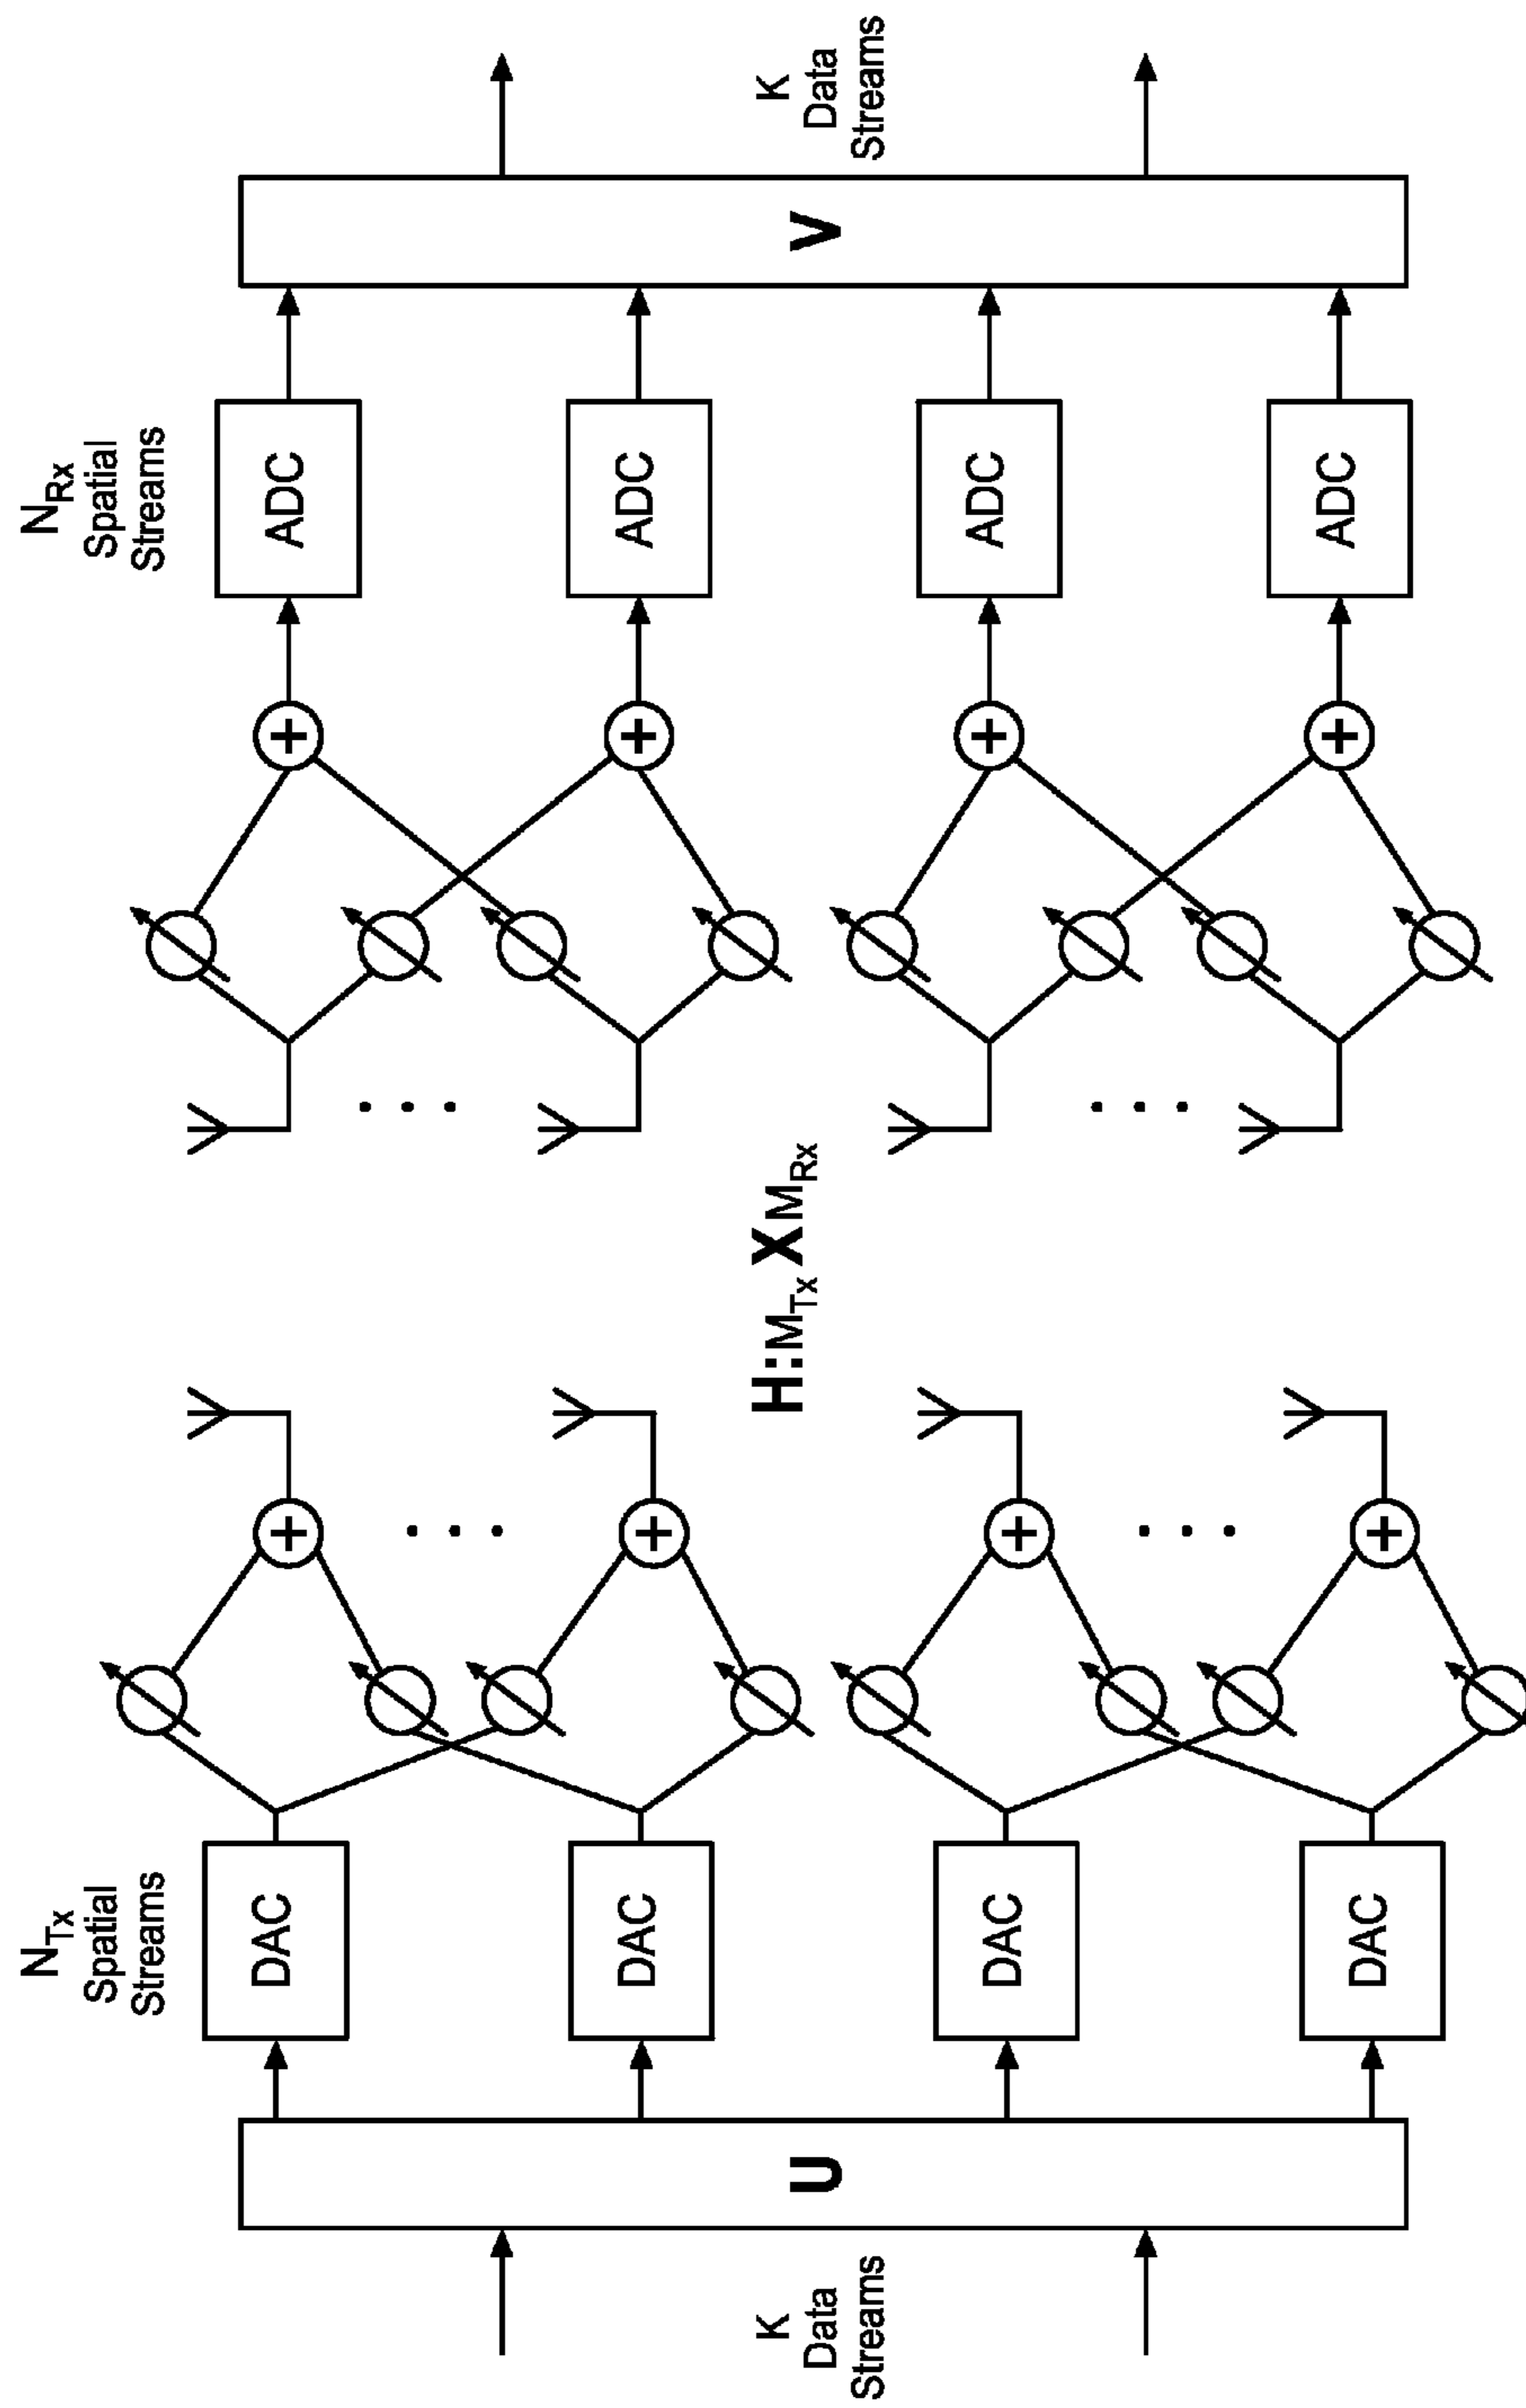 K
Data
Streams
U
N_Tx
Spatial
Streams
DAC
DAC
DAC
DAC
+
+
+
+
H:M_Tx X M_Rx
+
+
+
+
N_Rx
Spatial
Streams
ADC
ADC
ADC
ADC
V
K
Data
Streams